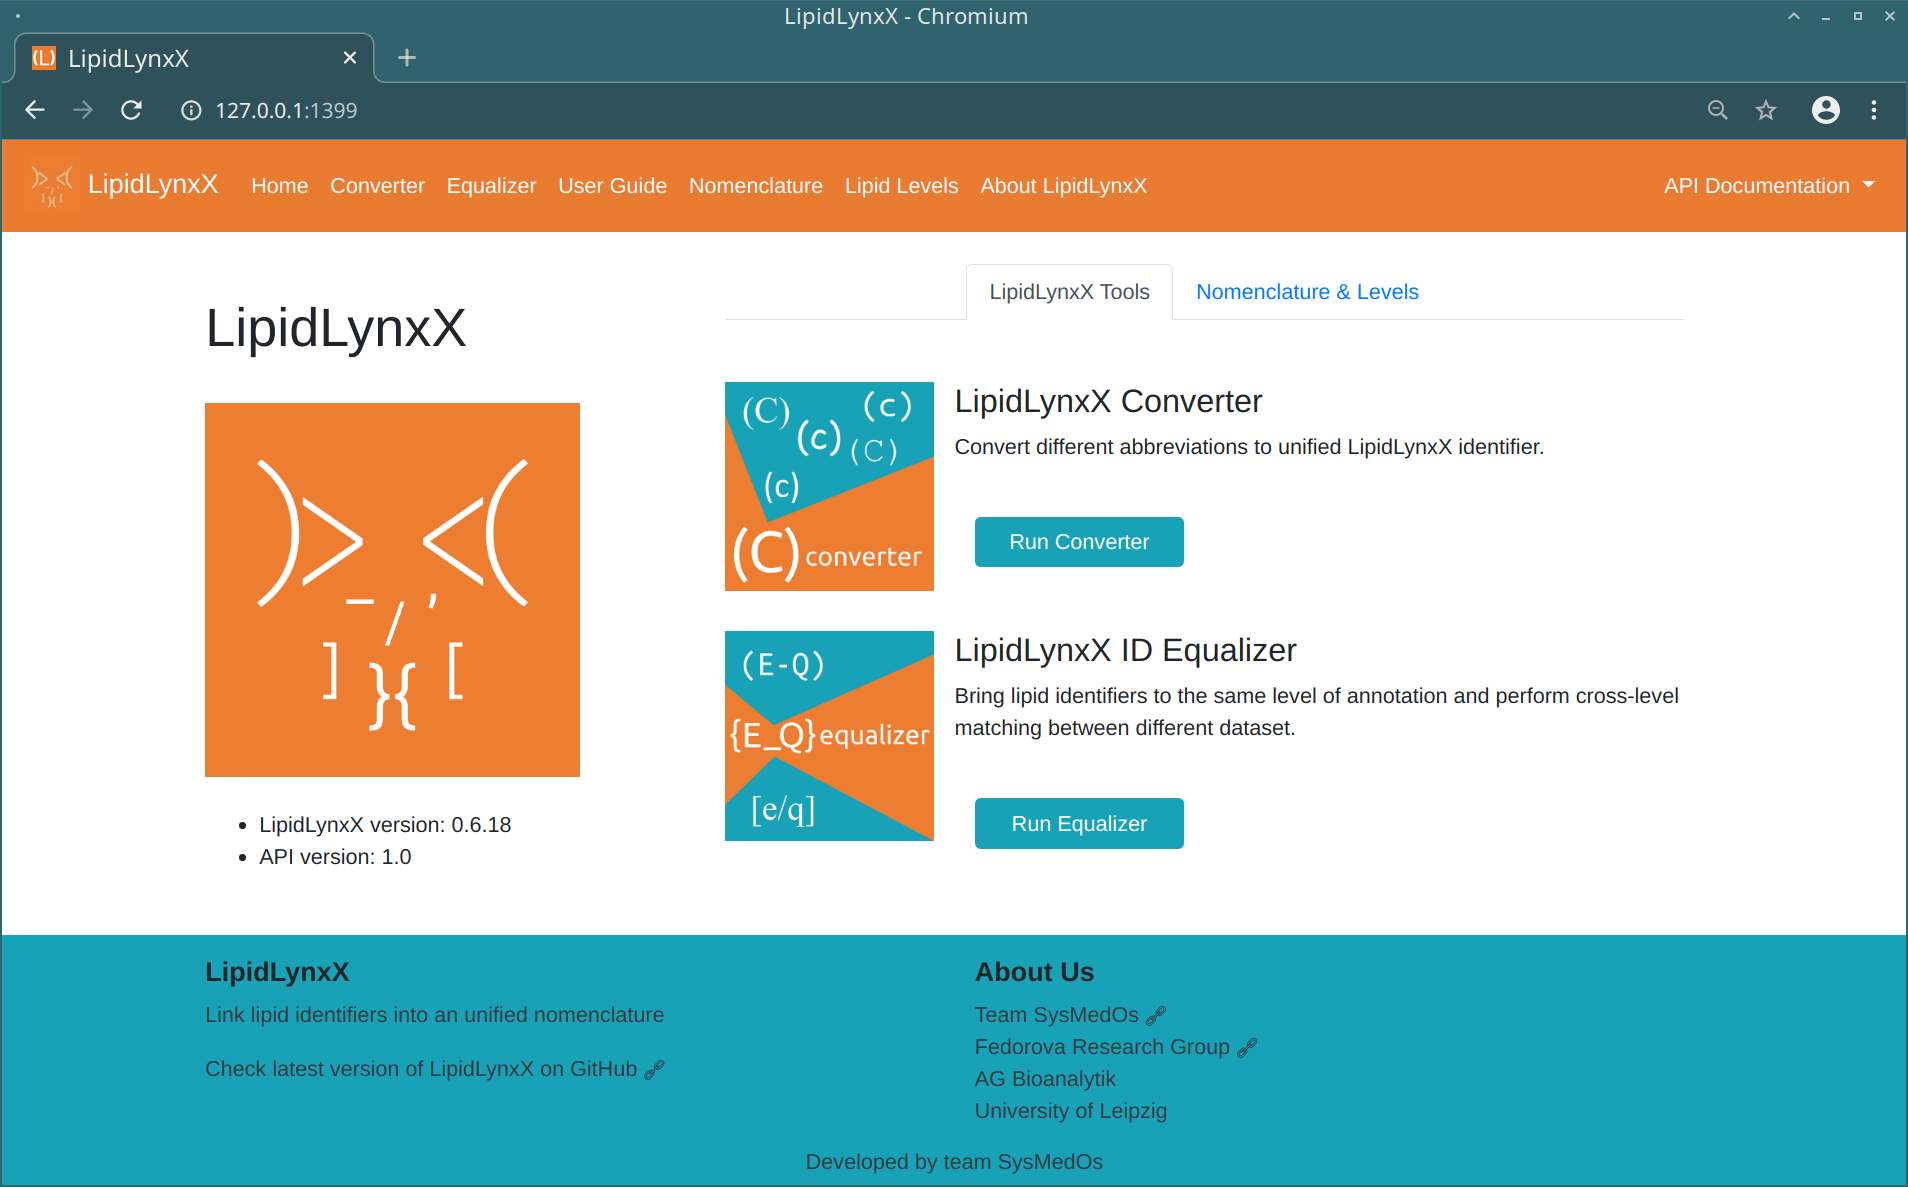 LipidLynxX - Chromium
(L) LipidLynxX
127.0.0.1:1399
LipidLynxX Home Converter Equalizer User Guide Nomenclature Lipid Levels About LipidLynxX API Documentation
LipidLynxX Tools Nomenclature & Levels
LipidLynxX
)> <(
_ / ,
] }{ [
LipidLynxX version: 0.6.18
API version: 1.0
(C) (c)
(c) (C)
(c)
(C) converter
LipidLynxX Converter
Convert different abbreviations to unified LipidLynxX identifier.
Run Converter
(E-Q)
{E_Q} equalizer
[e/q]
LipidLynxX ID Equalizer
Bring lipid identifiers to the same level of annotation and perform cross-level
matching between different dataset.
Run Equalizer
LipidLynxX
Link lipid identifiers into an unified nomenclature
Check latest version of LipidLynxX on GitHub
About Us
Team SysMedOs
Fedorova Research Group
AG Bioanalytik
University of Leipzig
Developed by team SysMedOs